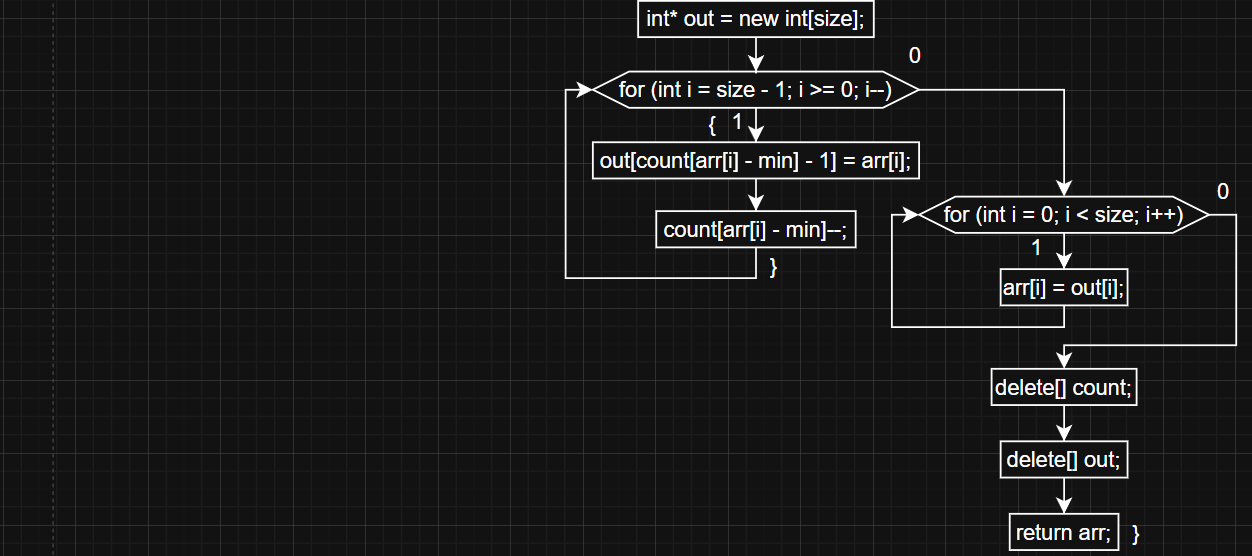 int* out = new int[size];
0
for (int i = size - 1; i >= 0; i--)
{ 1
out[count[arr[i] - min] - 1] = arr[i];
count[arr[i] - min]--;
}
0
for (int i = 0; i < size; i++)
1
arr[i] = out[i];
delete[] count;
delete[] out;
return arr; }